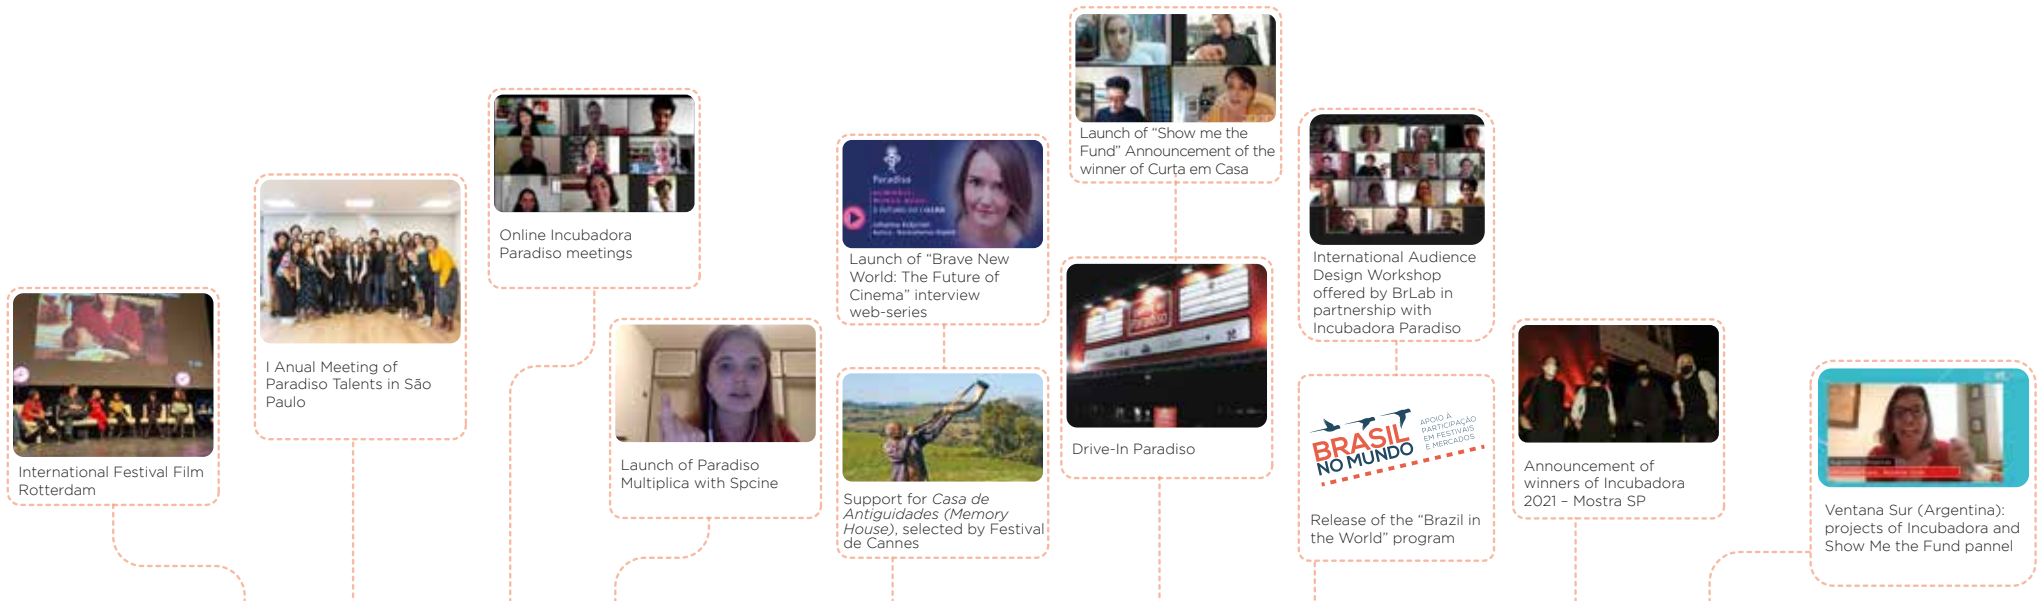 International Festival Film
Rotterdam
I Anual Meeting of
Paradiso Talents in São
Paulo
Online Incubadora
Paradiso meetings
Launch of Paradiso
Multiplica with Spcine
Paradiso
Launch of “Brave New
World: The Future of
Cinema” interview
web-series
Support for Casa de
Antiguidades (Memory
House), selected by Festival
de Cannes
Launch of “Show me the
Fund” Announcement of the
winner of Curta em Casa
Drive-In Paradiso
International Audience
Design Workshop
offered by BrLab in
partnership with
Incubadora Paradiso
BRASIL
NO MUNDO
APOIO À
PARTICIPAÇÃO
EM FESTIVAIS
E MERCADOS
Release of the “Brazil in
the World” program
Announcement of
winners of Incubadora
2021 – Mostra SP
Ventana Sur (Argentina):
projects of Incubadora and
Show Me the Fund pannel